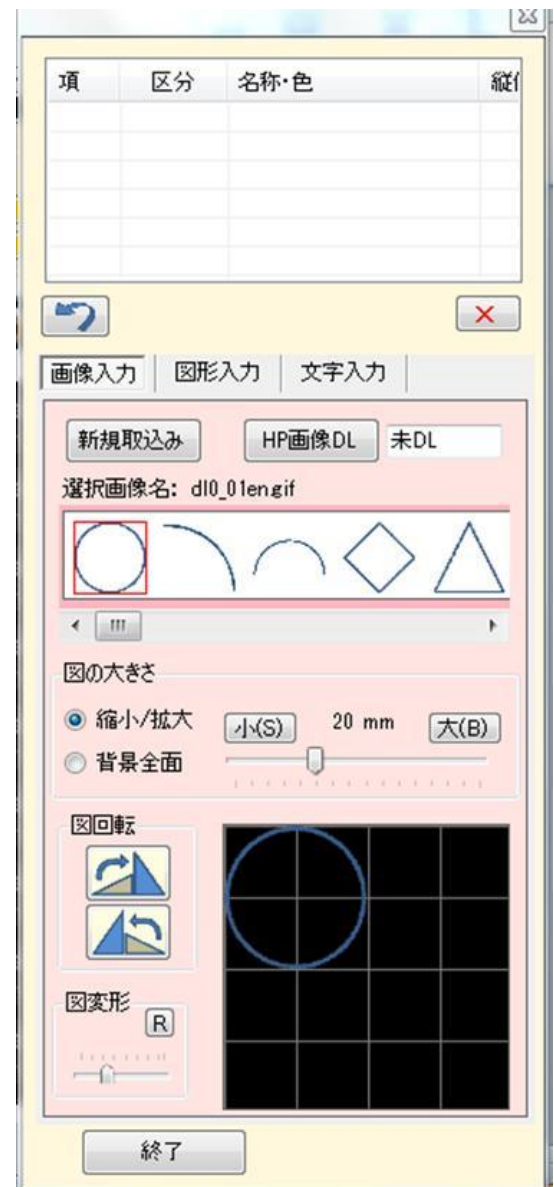 項 区分 名称・色
画像入力 図形入力 文字入力
新規取込み HP画像DL 未DL
選択画像名: dl0_01engif
図の大きさ
縮小/拡大 小(S) 20 mm 大(B)
背景全面
図回転
図変形
R
終了